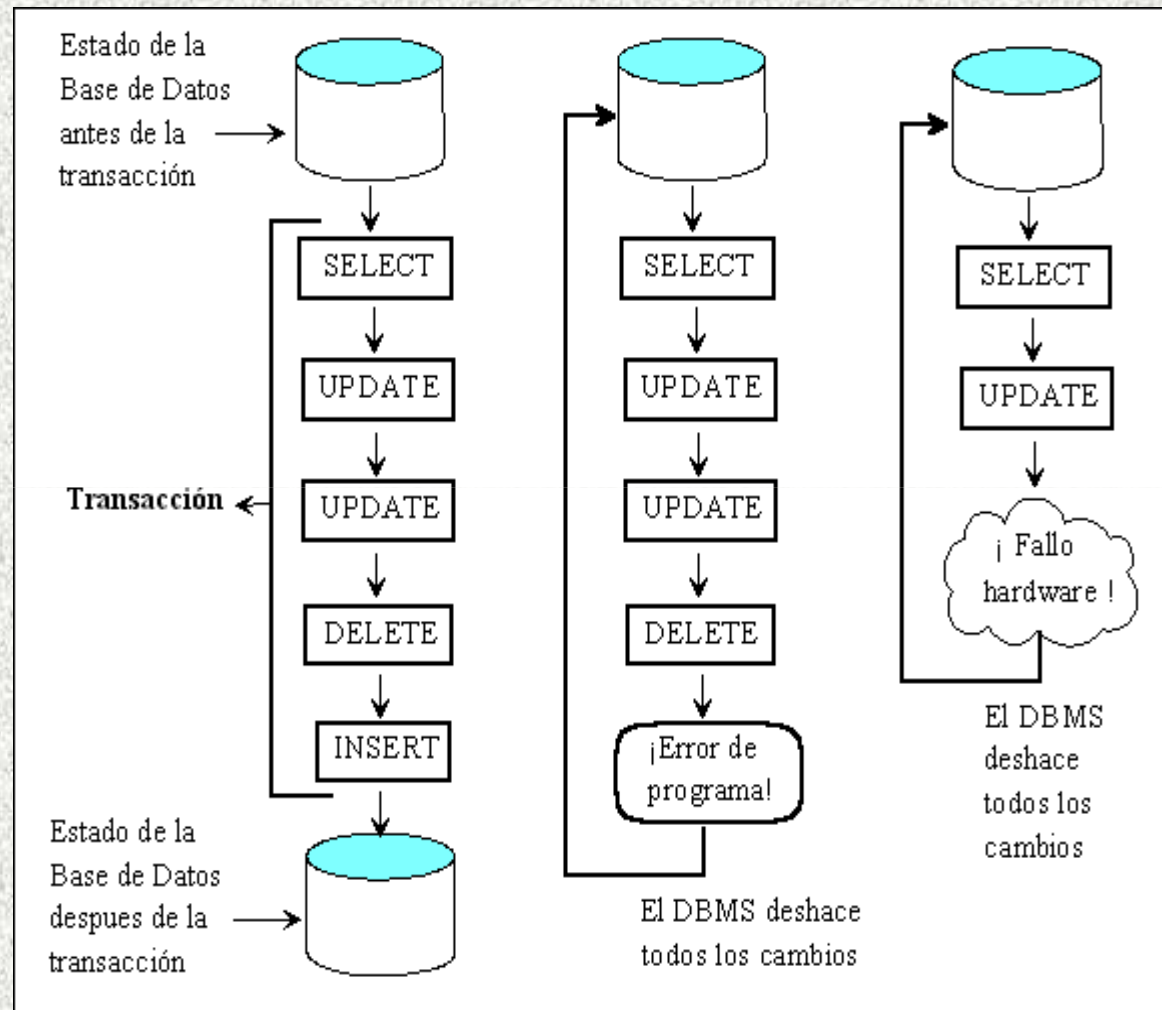 Estado de la
Base de Datos
antes de la
transacción
SELECT
UPDATE
UPDATE
DELETE
INSERT
Transacción
Estado de la
Base de Datos
despues de la
transacción
SELECT
UPDATE
UPDATE
DELETE
¡Error de
programa!
El DBMS deshace
todos los cambios
SELECT
UPDATE
¡ Fallo
hardware !
El DBMS
deshace
todos los
cambios